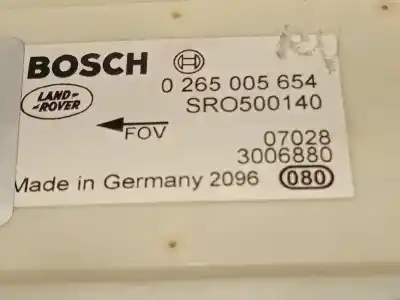 BOSCH
0 265 005 654
LAND-
-ROVER
SRO500140
FOV
07028
3006880
Made in Germany 2096 080